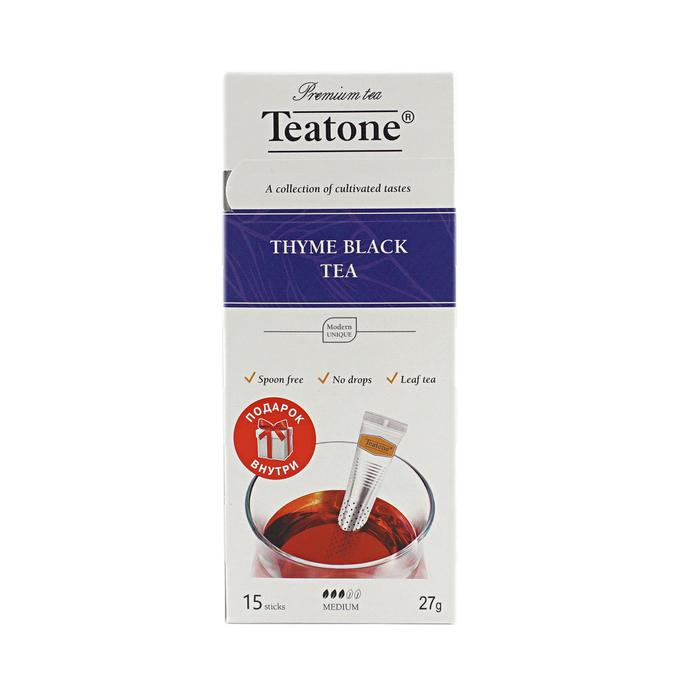 Premium tea
Teatone®
A collection of cultivated tastes
THYME BLACK
TEA
Modern
UNIQUE
Spoon free No drops Leaf tea
ПОДАРОК
ВНУТРИ
Teatone®
15 sticks MEDIUM 27g